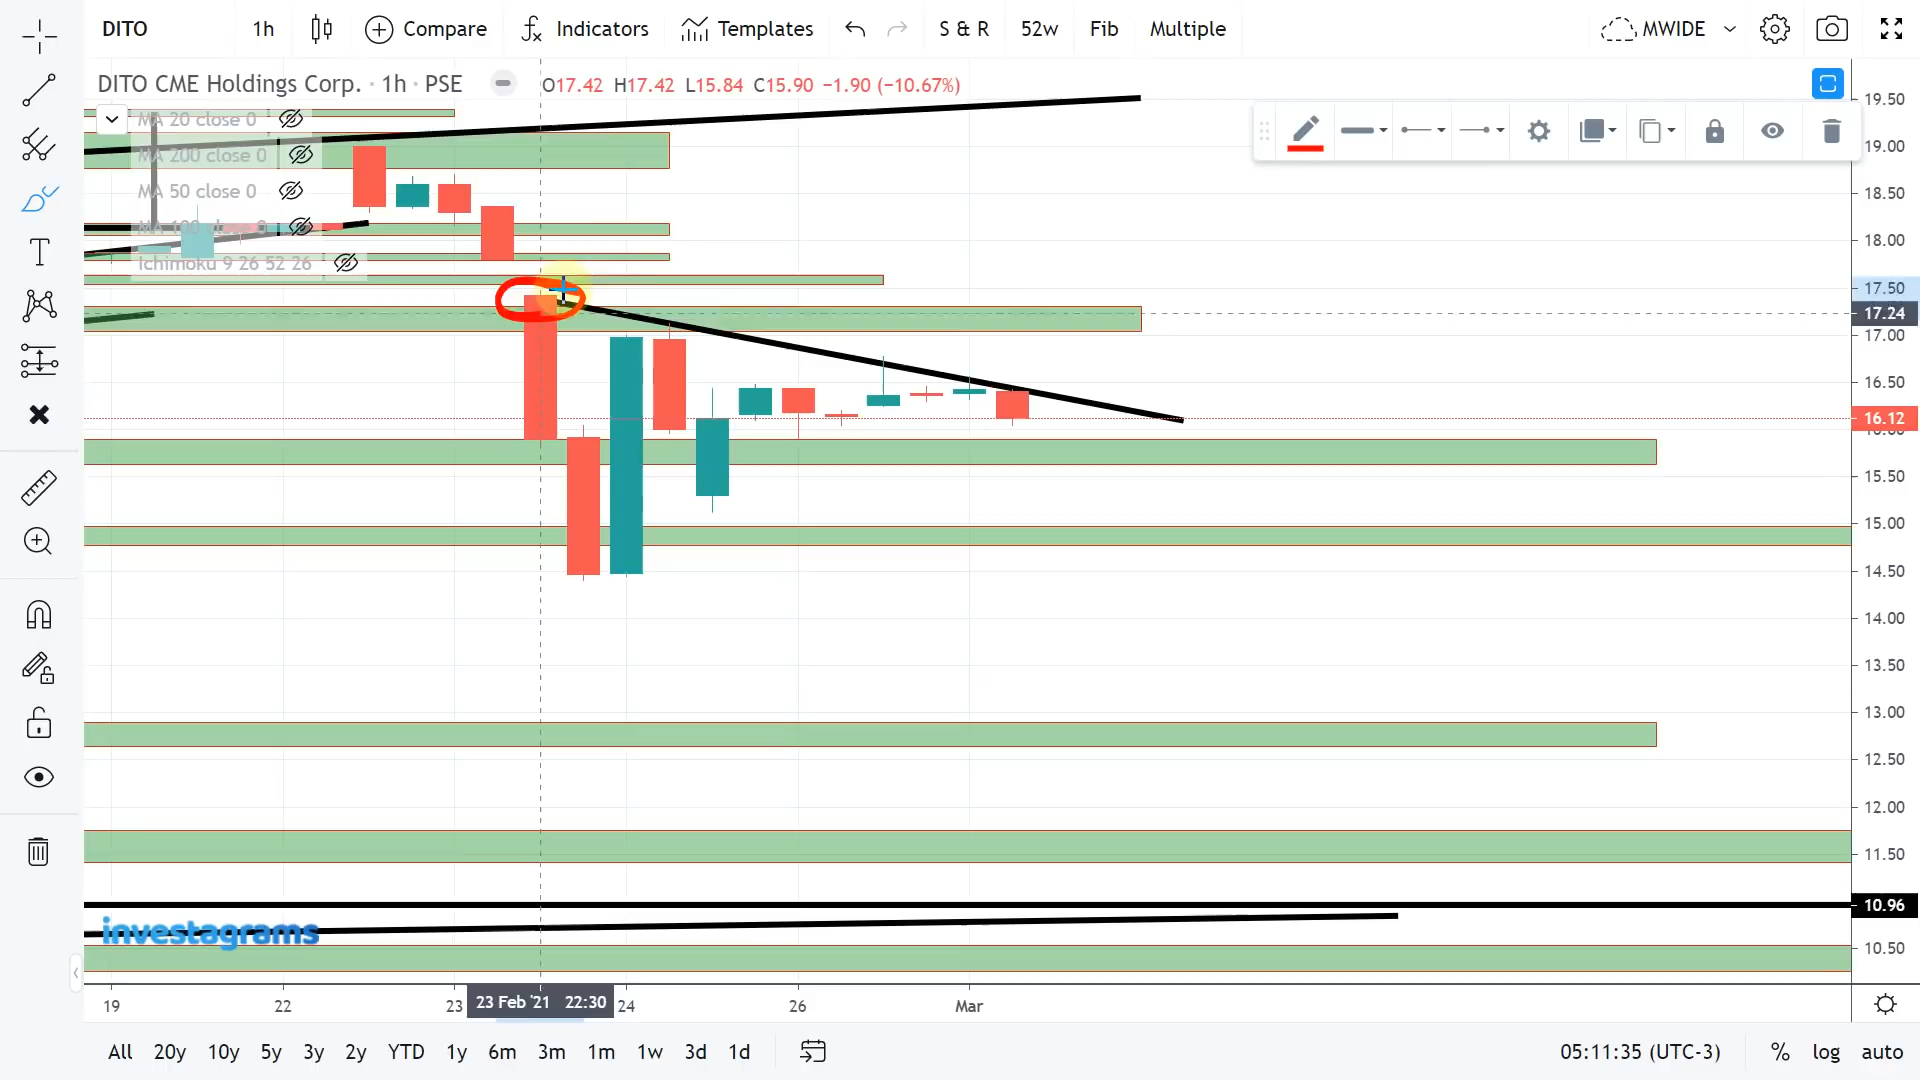 DITO 1h Compare Indicators Templates S & R 52w Fib Multiple MWIDE
DITO CME Holdings Corp. · 1h · PSE O17.42 H17.42 L15.84 C15.90 −1.90 (−10.67%)
MA 20 close 0
MA 200 close 0
MA 50 close 0
MA 100 close 0
Ichimoku 9 26 52 26
19.50
19.00
18.50
18.00
17.50
17.24
17.00
16.50
16.12
16.00
15.50
15.00
14.50
14.00
13.50
13.00
12.50
12.00
11.50
10.96
10.50
investagrams
19 22 23 23 Feb '21 22:30 24 26 Mar
All 20y 10y 5y 3y 2y YTD 1y 6m 3m 1m 1w 3d 1d 05:11:35 (UTC-3) % log auto